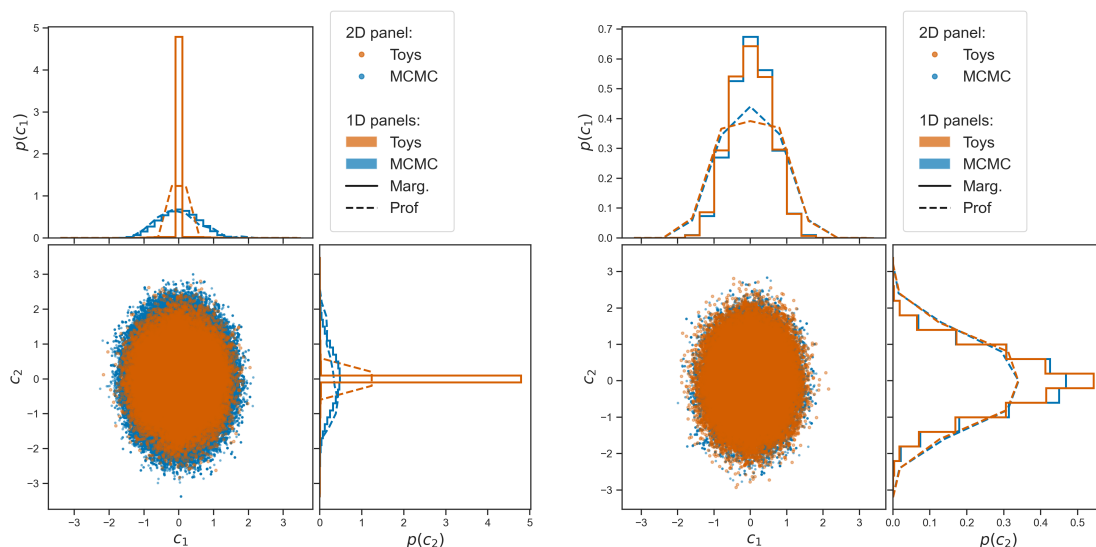 5
4
3
2
1
0
p(c₁)
2D panel:
Toys
MCMC
1D panels:
Toys
MCMC
Marg.
Prof
3
2
1
0
−1
−2
−3
c₂
−3 −2 −1 0 1 2 3
c₁
0 1 2 3 4 5
p(c₂)
0.7
0.6
0.5
0.4
0.3
0.2
0.1
0.0
p(c₁)
2D panel:
Toys
MCMC
1D panels:
Toys
MCMC
Marg.
Prof
3
2
1
0
−1
−2
−3
c₂
−3 −2 −1 0 1 2 3
c₁
0.0 0.1 0.2 0.3 0.4 0.5
p(c₂)